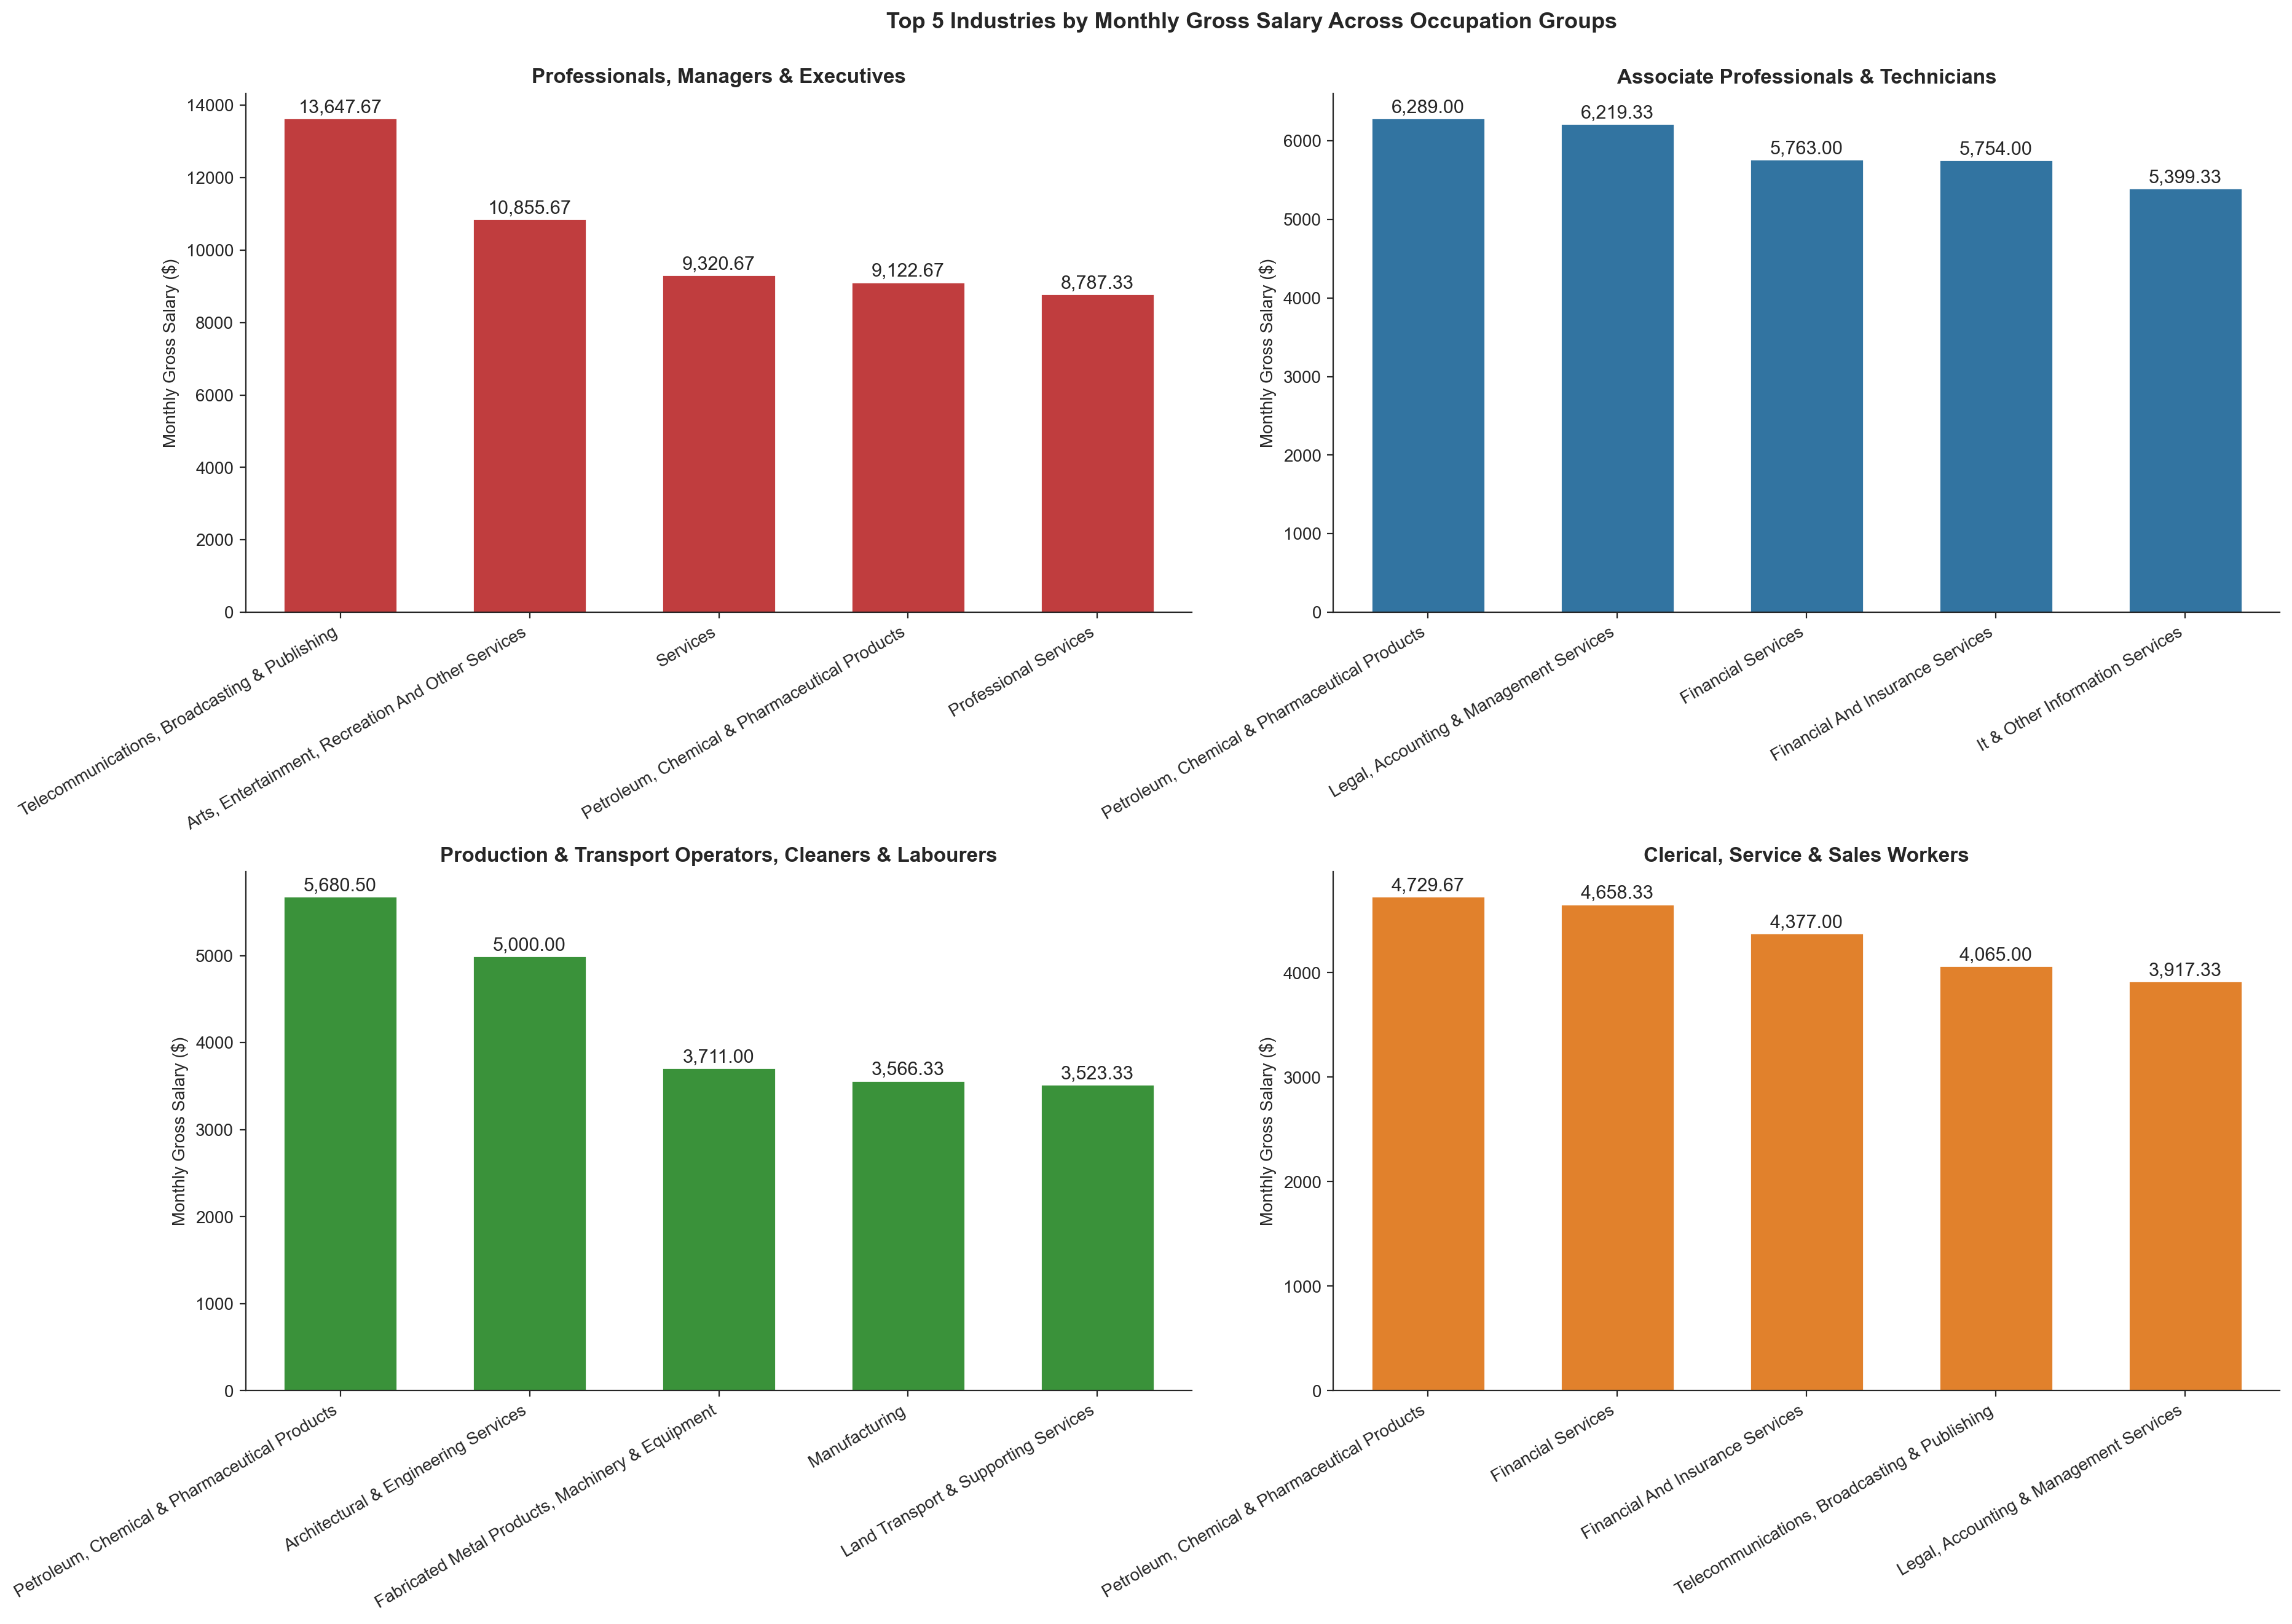 Top 5 Industries by Monthly Gross Salary Across Occupation Groups
Professionals, Managers & Executives
Monthly Gross Salary ($)
14000
12000
10000
8000
6000
4000
2000
0
13,647.67
10,855.67
9,320.67
9,122.67
8,787.33
Telecommunications, Broadcasting & Publishing
Arts, Entertainment, Recreation And Other Services
Services
Petroleum, Chemical & Pharmaceutical Products
Professional Services
Associate Professionals & Technicians
Monthly Gross Salary ($)
6000
5000
4000
3000
2000
1000
0
6,289.00
6,219.33
5,763.00
5,754.00
5,399.33
Petroleum, Chemical & Pharmaceutical Products
Legal, Accounting & Management Services
Financial Services
Financial And Insurance Services
It & Other Information Services
Production & Transport Operators, Cleaners & Labourers
Monthly Gross Salary ($)
5000
4000
3000
2000
1000
0
5,680.50
5,000.00
3,711.00
3,566.33
3,523.33
Petroleum, Chemical & Pharmaceutical Products
Architectural & Engineering Services
Fabricated Metal Products, Machinery & Equipment
Manufacturing
Land Transport & Supporting Services
Clerical, Service & Sales Workers
Monthly Gross Salary ($)
4000
3000
2000
1000
0
4,729.67
4,658.33
4,377.00
4,065.00
3,917.33
Petroleum, Chemical & Pharmaceutical Products
Financial Services
Financial And Insurance Services
Telecommunications, Broadcasting & Publishing
Legal, Accounting & Management Services